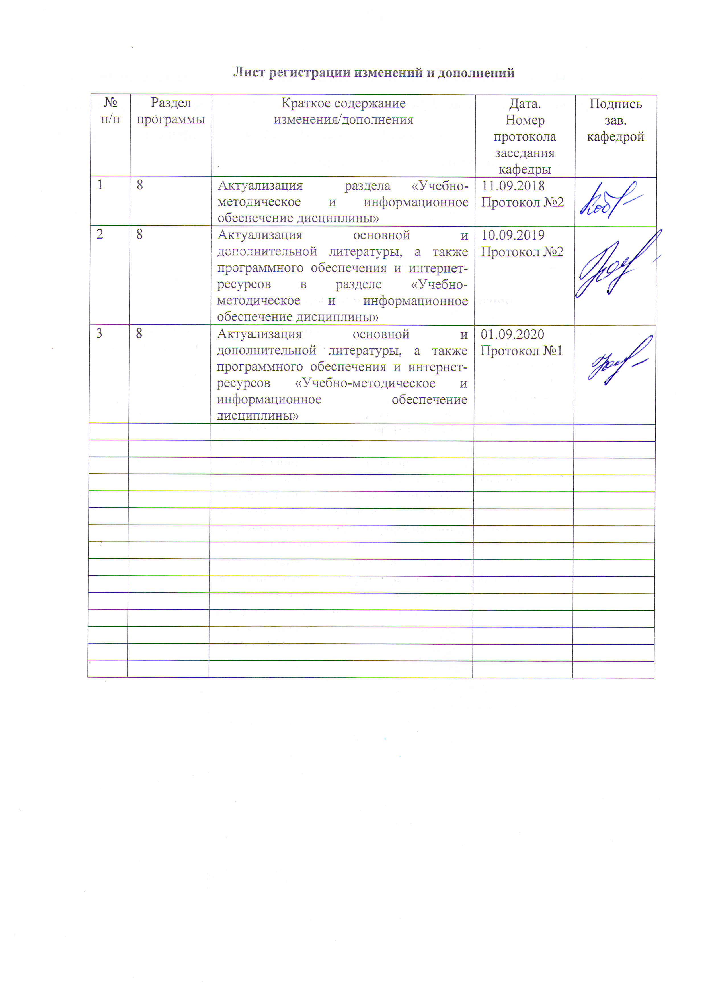 Лист регистрации изменений и дополнений
№ п/п
Раздел программы
Краткое содержание изменения/дополнения
Дата. Номер протокола заседания кафедры
Подпись зав. кафедрой
1
8
Актуализация раздела «Учебно-
методическое и информационное
обеспечение дисциплины»
11.09.2018
Протокол №2
2
8
Актуализация основной и
дополнительной литературы, а также
программного обеспечения и интернет-
ресурсов в разделе «Учебно-
методическое и информационное
обеспечение дисциплины»
10.09.2019
Протокол №2
3
8
Актуализация основной и
дополнительной литературы, а также
программного обеспечения и интернет-
ресурсов «Учебно-методическое и
информационное обеспечение
дисциплины»
01.09.2020
Протокол №1